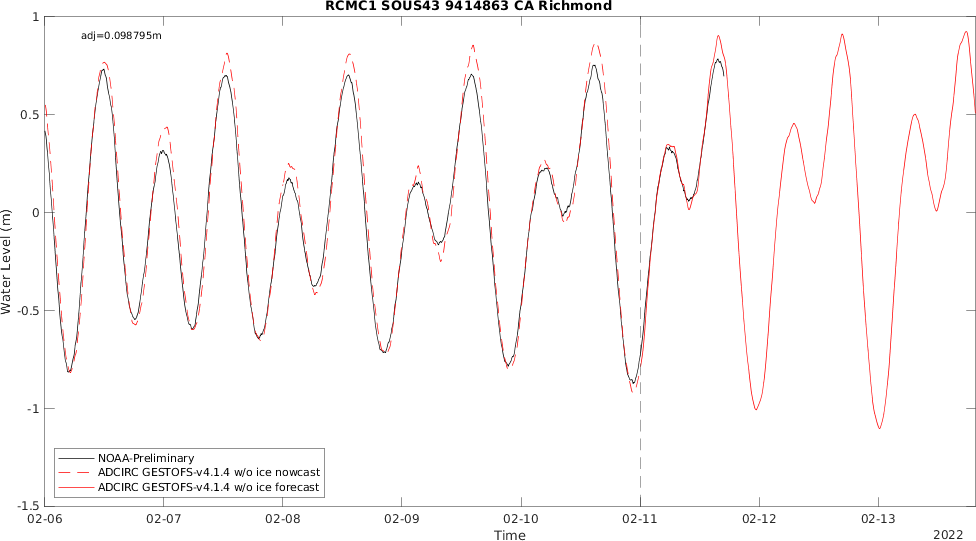 RCMC1 SOUS43 9414863 CA Richmond
adj=0.098795m
1
0.5
0
-0.5
-1
-1.5
Water Level (m)
NOAA-Preliminary
ADCIRC GESTOFS-v4.1.4 w/o ice nowcast
ADCIRC GESTOFS-v4.1.4 w/o ice forecast
02-06 02-07 02-08 02-09 02-10 02-11 02-12 02-13
Time
2022